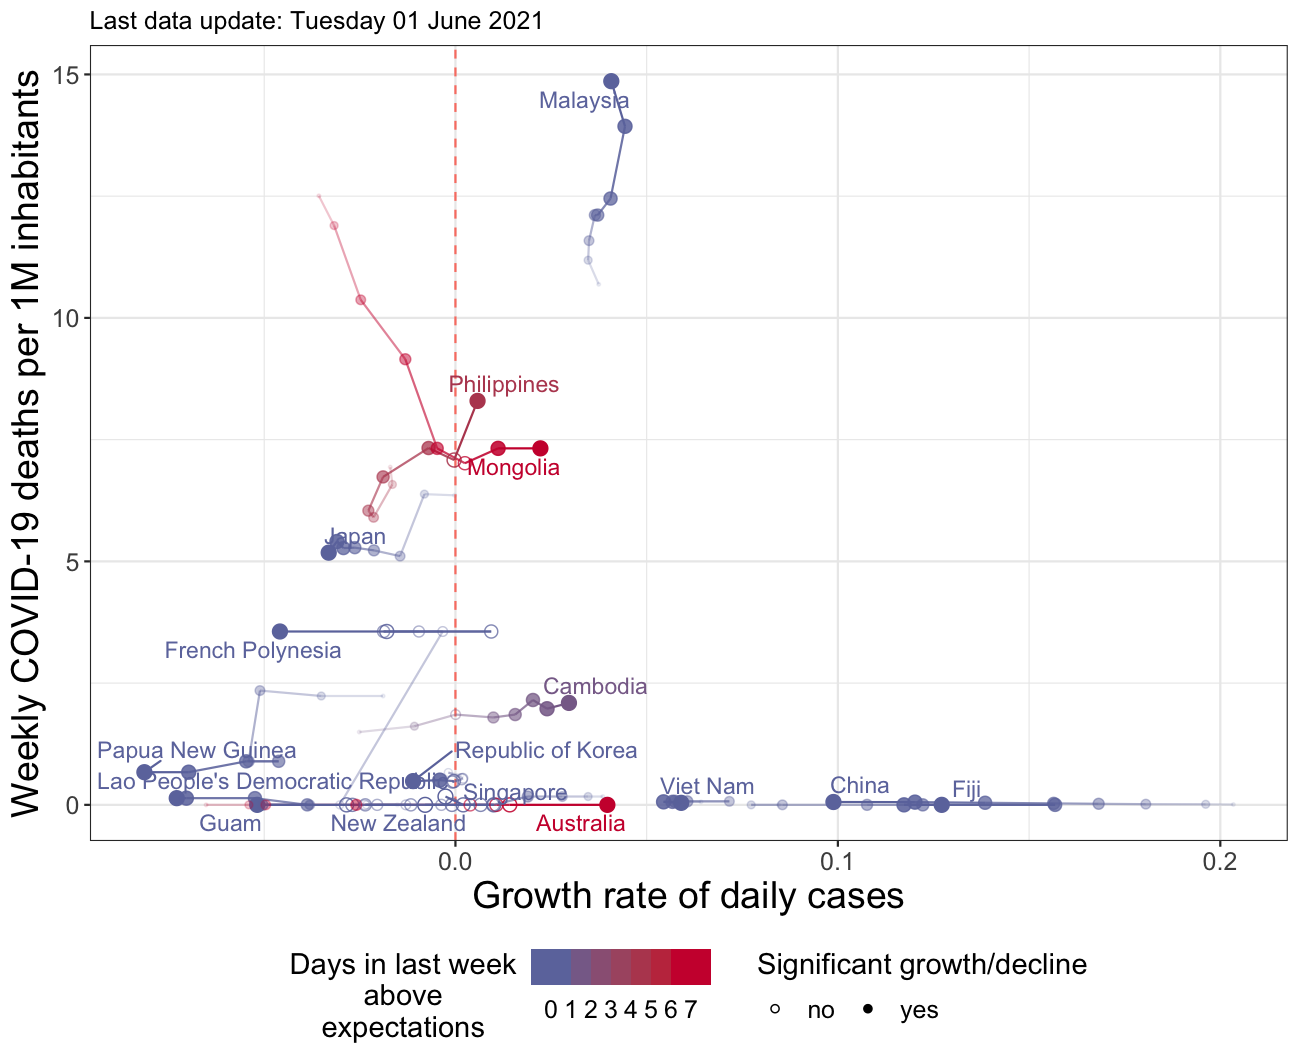 Last data update: Tuesday 01 June 2021
Weekly COVID-19 deaths per 1M inhabitants
15
10
5
0
Malaysia
Philippines
Mongolia
Japan
French Polynesia
Cambodia
Papua New Guinea
Republic of Korea
Lao People's Democratic Republic
Singapore
Viet Nam
China
Fiji
Guam
New Zealand
Australia
0.0
0.1
0.2
Growth rate of daily cases
Days in last week
above
expectations
0 1 2 3 4 5 6 7
Significant growth/decline
no
yes